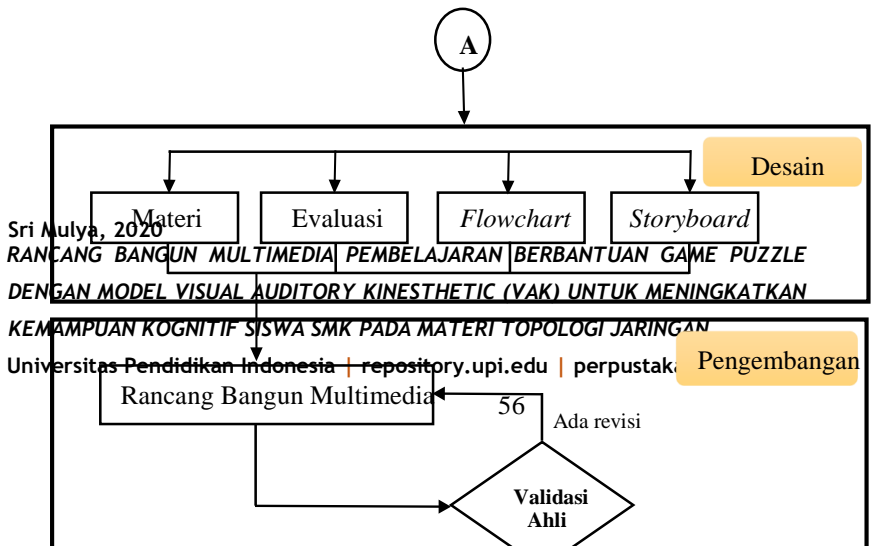 A
Desain
Materi
Evaluasi
Flowchart
Storyboard
Sri Mulya, 2020
RANCANG BANGUN MULTIMEDIA PEMBELAJARAN BERBANTUAN GAME PUZZLE
DENGAN MODEL VISUAL AUDITORY KINESTHETIC (VAK) UNTUK MENINGKATKAN
KEMAMPUAN KOGNITIF SISWA SMK PADA MATERI TOPOLOGI JARINGAN
Universitas Pendidikan Indonesia | repository.upi.edu |
Pengembangan
Rancang Bangun Multimedia
56
Ada revisi
Validasi
Ahli